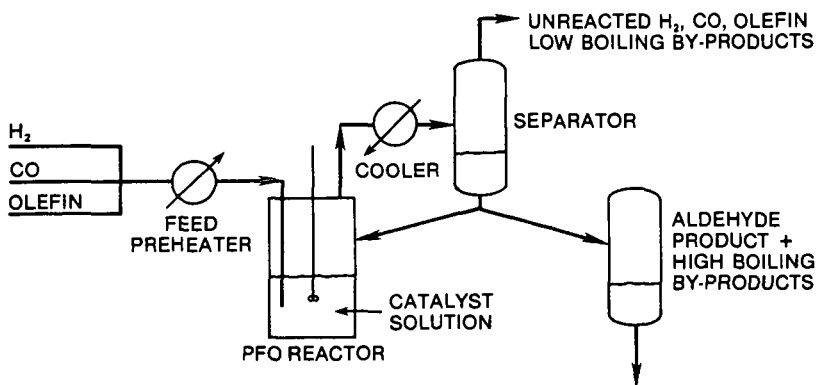 UNREACTED H₂, CO, OLEFIN
LOW BOILING BY-PRODUCTS
SEPARATOR
H₂
CO
OLEFIN
COOLER
FEED
PREHEATER
ALDEHYDE
PRODUCT +
HIGH BOILING
BY-PRODUCTS
CATALYST
SOLUTION
PFO REACTOR